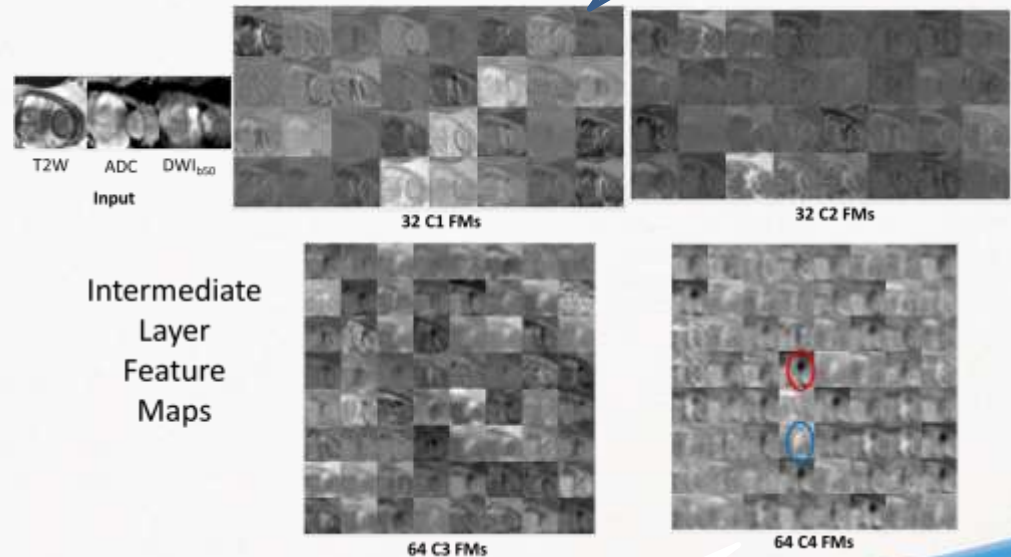 T2W
ADC
DWIb50
Input
32 C1 FMs
32 C2 FMs
Intermediate
Layer
Feature
Maps
64 C3 FMs
64 C4 FMs